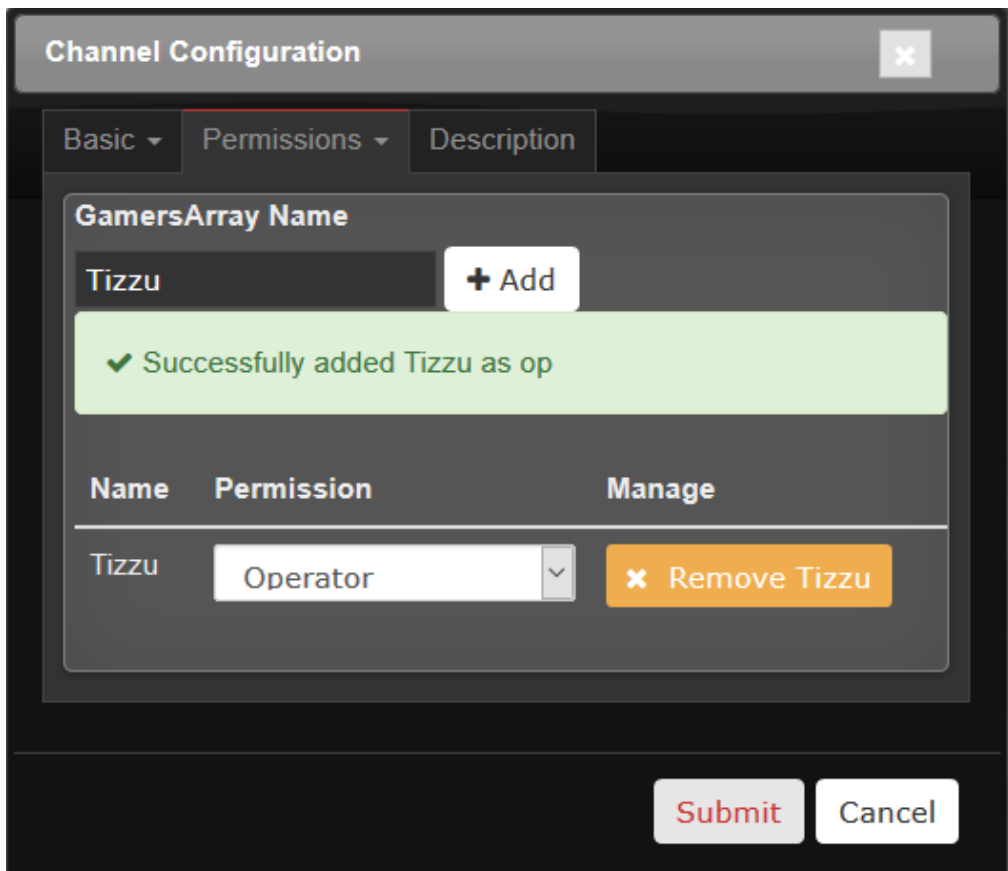 Channel Configuration
Basic Permissions Description
GamersArray Name
Tizzu Add
Successfully added Tizzu as op
Name Permission Manage
Tizzu Operator Remove Tizzu
Submit Cancel